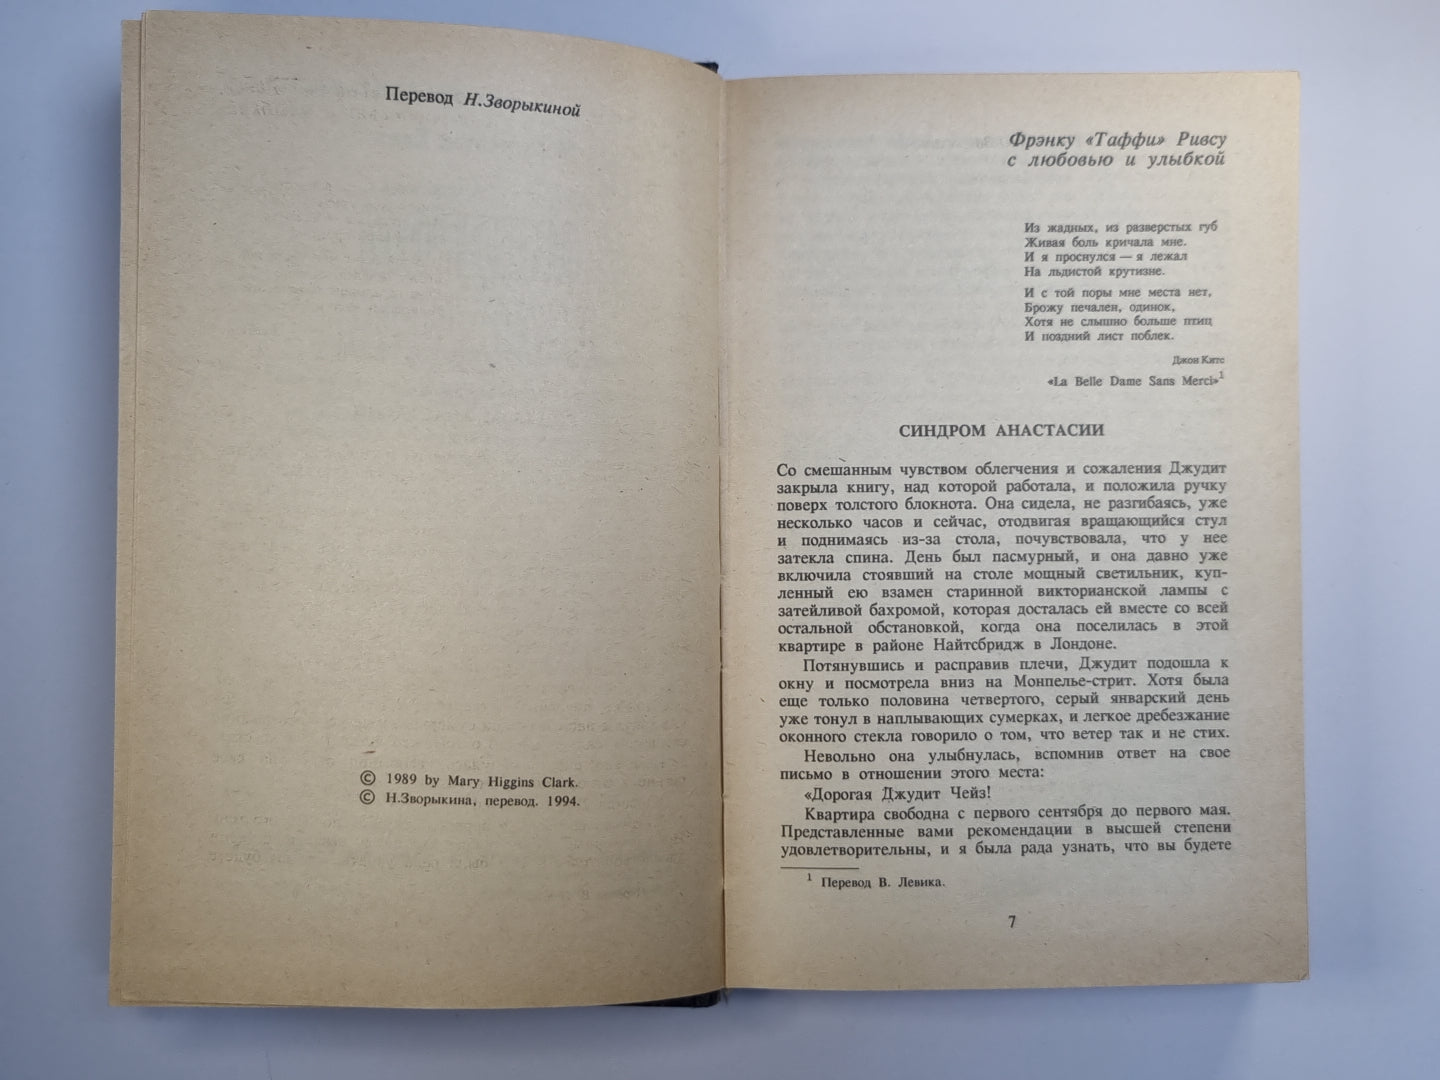 Перевод Н.Зворыкиной
© 1989 by Mary Higgins Clark.
© Н.Зворыкина, перевод. 1994.
Фрэнку «Таффи» Ривсу
с любовью и улыбкой
Из жадных, из разверстых губ
Живая боль кричала мне.
И я проснулся — я лежал
На льдистой крутизне.
И с той поры мне места нет,
Брожу печален, одинок,
Хотя не слышно больше птиц
И поздний лист поблек.
Джон Китс
«La Belle Dame Sans Merci»1
СИНДРОМ АНАСТАСИИ
Со смешанным чувством облегчения и сожаления Джудит
закрыла книгу, над которой работала, и положила ручку
поверх толстого блокнота. Она сидела, не разгибаясь, уже
несколько часов и сейчас, отодвигая вращающийся стул
и поднимаясь из-за стола, почувствовала, что у нее
затекла спина. День был пасмурный, и она давно уже
включила стоявший на столе мощный светильник, куп-
ленный ею взамен старинной викторианской лампы с
затейливой бахромой, которая досталась ей вместе со всей
остальной обстановкой, когда она поселилась в этой
квартире в районе Найтсбридж в Лондоне.
Потянувшись и расправив плечи, Джудит подошла к
окну и посмотрела вниз на Монпелье-стрит. Хотя была
еще только половина четвертого, серый январский день
уже тонул в наплывающих сумерках, и легкое дребезжание
оконного стекла говорило о том, что ветер так и не стих.
Невольно она улыбнулась, вспомнив ответ на свое
письмо в отношении этого места:
«Дорогая Джудит Чейз!
Квартира свободна с первого сентября до первого мая.
Представленные вами рекомендации в высшей степени
удовлетворительны, и я была рада узнать, что вы будете
1 Перевод В. Левика.
7